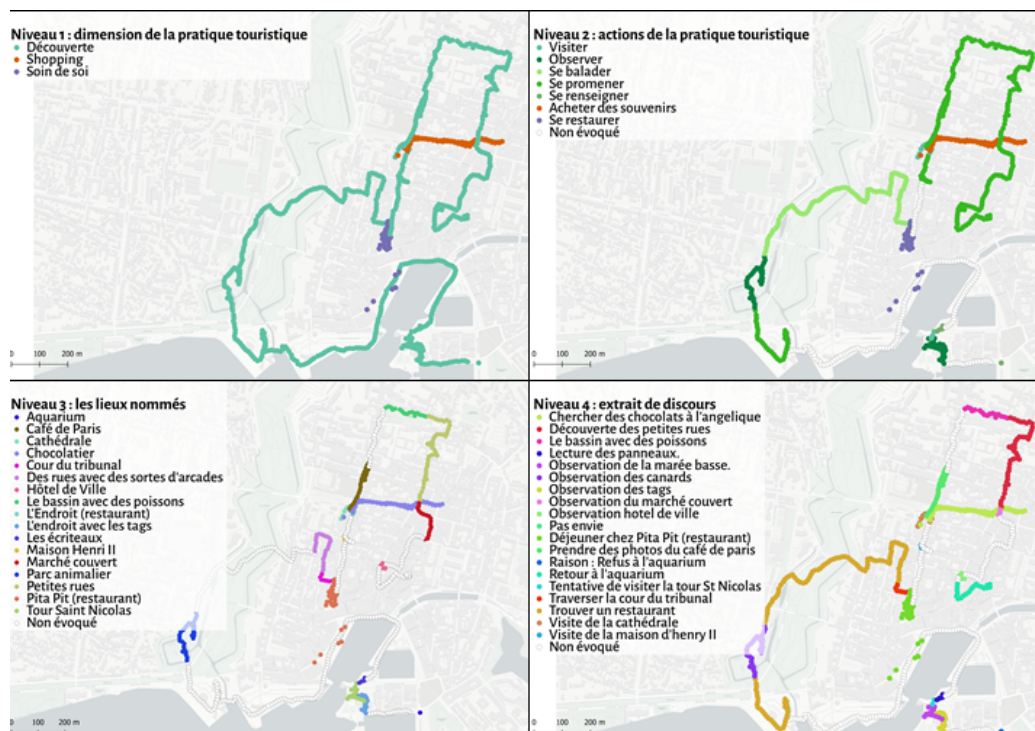 Niveau 1 : dimension de la pratique touristique
Découverte
Shopping
Soin de soi
0 100 200 m
Niveau 2 : actions de la pratique touristique
Visiter
Observer
Se balader
Se promener
Se renseigner
Acheter des souvenirs
Se restaurer
Non évoqué
0 100 200 m
Niveau 3 : les lieux nommés
Aquarium
Café de Paris
Cathédrale
Chocolatier
Cour du tribunal
Des rues avec des sortes d'arcades
Hôtel de Ville
Le bassin avec des poissons
L'Endroit (restaurant)
L'endroit avec les tags
Les écriteaux
Maison Henri II
Marché couvert
Parc animalier
Petites rues
Pita Pit (restaurant)
Tour Saint Nicolas
Non évoqué
0 100 200 m
Niveau 4 : extrait de discours
Chercher des chocolats à l'angelique
Découverte des petites rues
Le bassin avec des poissons
Lecture des panneaux.
Observation de la marée basse.
Observation des canards
Observation des tags
Observation du marché couvert
Observation hotel de ville
Pas envie
Déjeuner chez Pita Pit (restaurant)
Prendre des photos du café de paris
Raison : Refus à l'aquarium
Retour à l'aquarium
Tentative de visiter la tour St Nicolas
Traverser la cour du tribunal
Trouver un restaurant
Visite de la cathédrale
Visite de la maison d'henry II
Non évoqué
0 100 200 m